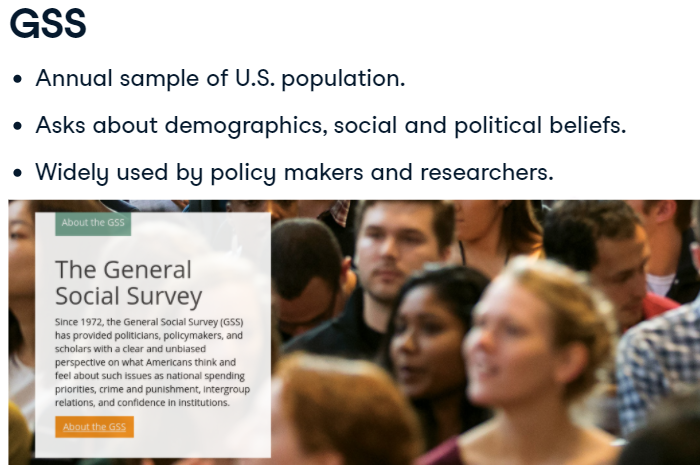 GSS
• Annual sample of U.S. population.
• Asks about demographics, social and political beliefs.
• Widely used by policy makers and researchers.
About the GSS
The General
Social Survey
Since 1972, the General Social Survey (GSS)
has provided politicians, policymakers, and
scholars with a clear and unbiased
perspective on what Americans think and
feel about such issues as national spending
priorities, crime and punishment, intergroup
relations, and confidence in institutions.
About the GSS